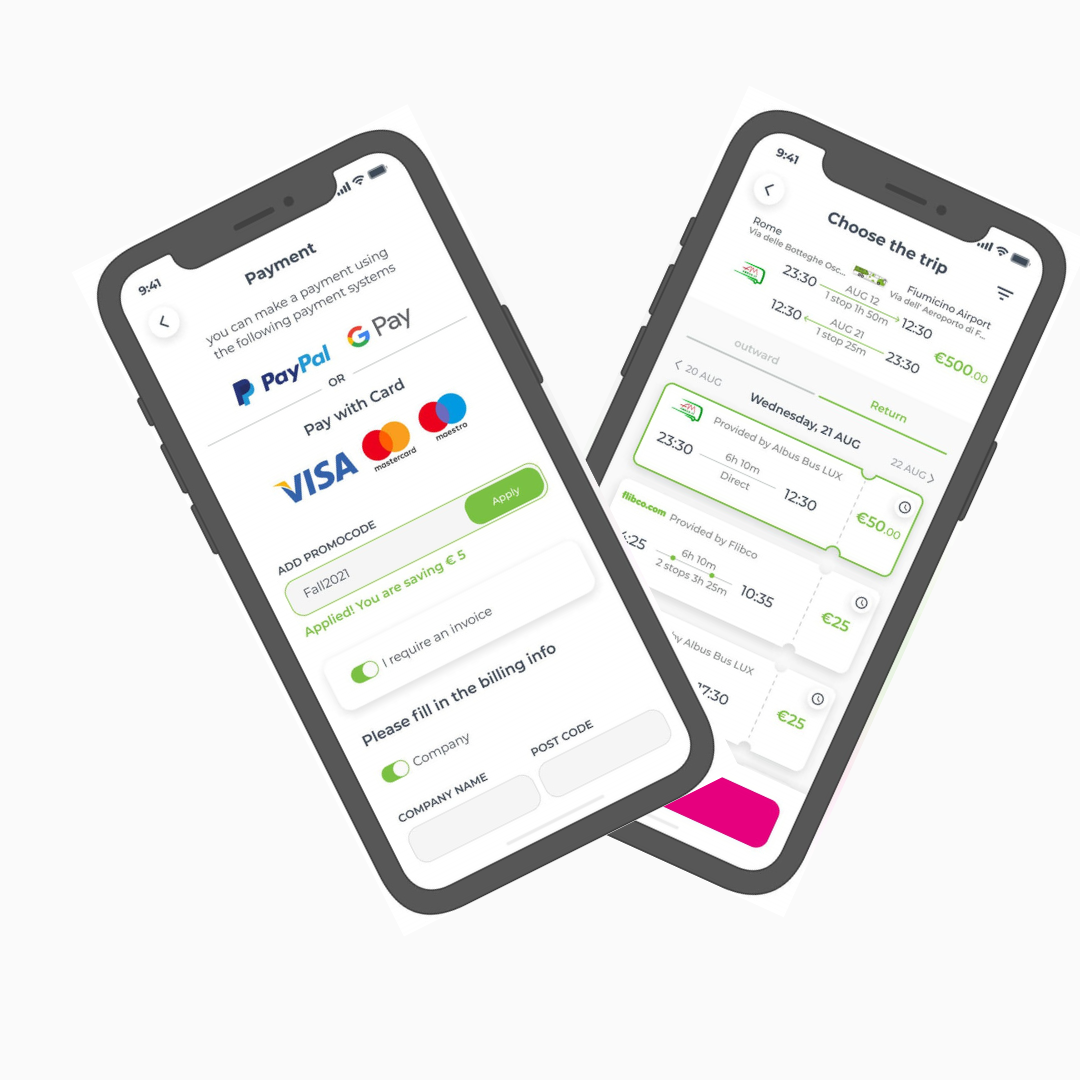 9:41
Payment
you can make a payment using
the following payment systems
PayPal
G Pay
OR
Pay with Card
VISA
mastercard
maestro
ADD PROMOCODE
Fall2021
Apply
Applied! You are saving € 5
I require an invoice
Please fill in the billing info
Company
COMPANY NAME
POST CODE
9:41
Choose the trip
Rome
Via delle Botteghe Osc...
Fiumicino Airport
Via dell' Aeroporto di F...
23:30
AUG 12
1 stop 1h 50m
12:30
12:30
AUG 21
1 stop 25m
23:30
€500.00
outward
Return
20 AUG
Wednesday, 21 AUG
22 AUG
Provided by Albus Bus LUX
23:30
6h 10m
Direct
12:30
€50.00
flibco.com
Provided by Flibco
:25
6h 10m
2 stops 3h 25m
10:35
€25
by Albus Bus LUX
17:30
€25